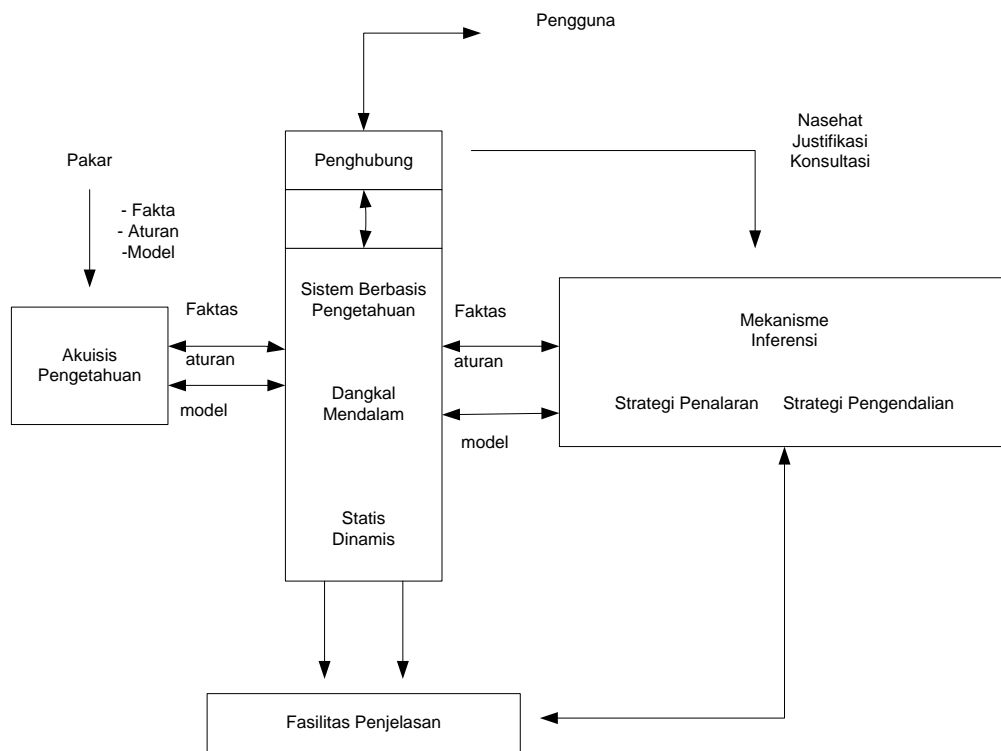 Pengguna
Nasehat
Justifikasi
Konsultasi
Penghubung
Pakar
- Fakta
- Aturan
-Model
Sistem Berbasis
Pengetahuan
Dangkal
Mendalam
Statis
Dinamis
Faktas
aturan
model
Akuisis
Pengetahuan
Faktas
aturan
model
Mekanisme
Inferensi
Strategi Penalaran Strategi Pengendalian
Fasilitas Penjelasan